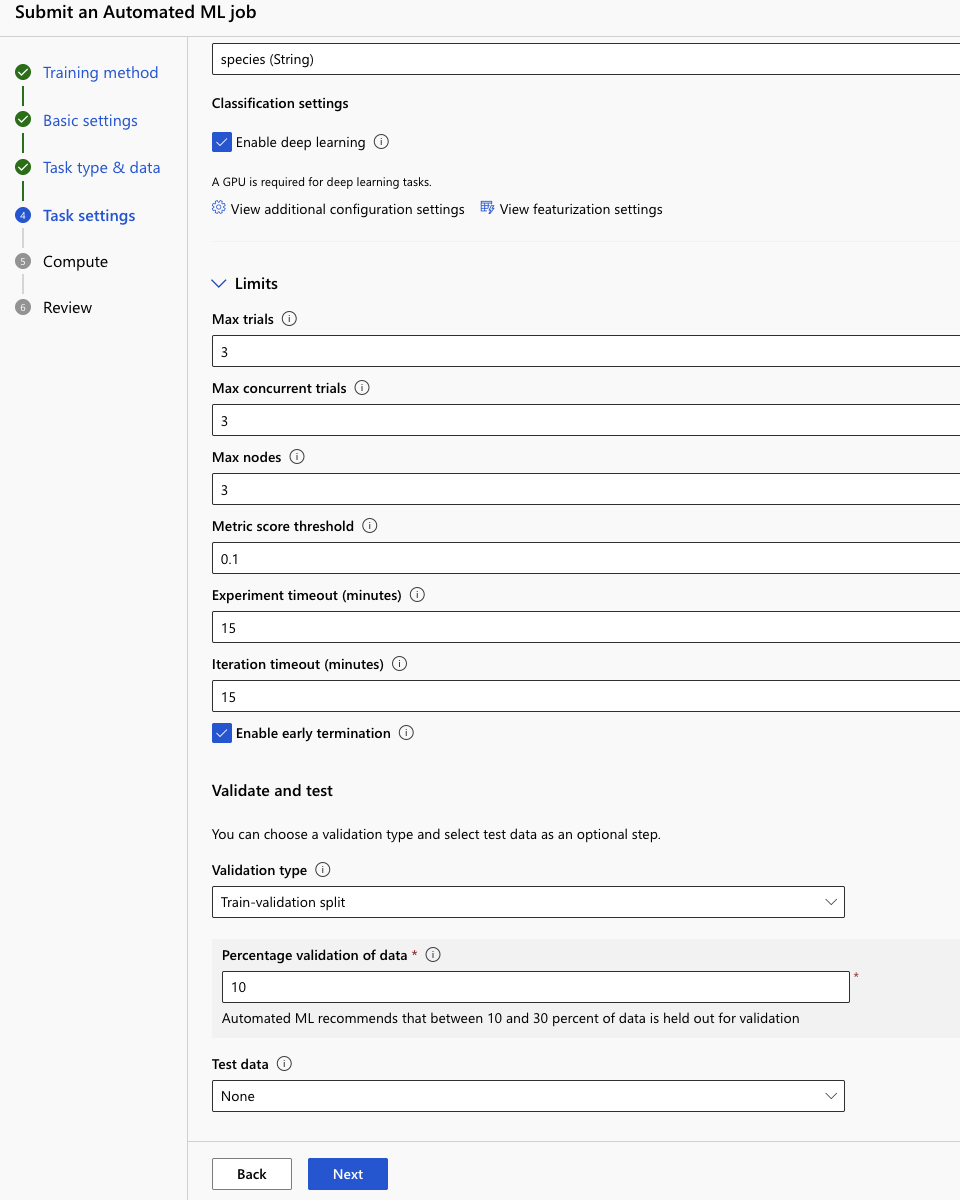 Submit an Automated ML job
Training method
Basic settings
Task type & data
4 Task settings
5 Compute
6 Review
species (String)
Classification settings
Enable deep learning
A GPU is required for deep learning tasks.
View additional configuration settings View featurization settings
Limits
Max trials
3
Max concurrent trials
3
Max nodes
3
Metric score threshold
0.1
Experiment timeout (minutes)
15
Iteration timeout (minutes)
15
Enable early termination
Validate and test
You can choose a validation type and select test data as an optional step.
Validation type
Train-validation split
Percentage validation of data *
10 *
Automated ML recommends that between 10 and 30 percent of data is held out for validation
Test data
None
Back Next